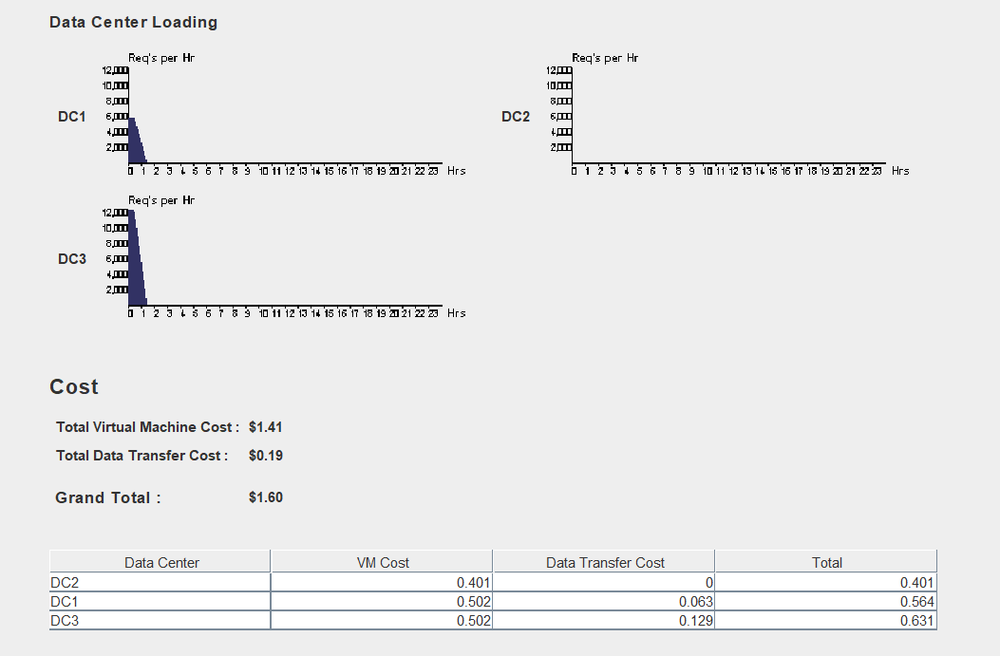 Data Center Loading
Req's per Hr
12,000
10,000
8,000
DC1
6,000
4,000
2,000
0 1 2 3 4 5 6 7 8 9 10 11 12 13 14 15 16 17 18 19 20 21 22 23 Hrs
Req's per Hr
12,000
10,000
8,000
DC2
6,000
4,000
2,000
0 1 2 3 4 5 6 7 8 9 10 11 12 13 14 15 16 17 18 19 20 21 22 23 Hrs
Req's per Hr
12,000
10,000
8,000
DC3
6,000
4,000
2,000
0 1 2 3 4 5 6 7 8 9 10 11 12 13 14 15 16 17 18 19 20 21 22 23 Hrs
Cost
Total Virtual Machine Cost : $1.41
Total Data Transfer Cost : $0.19
Grand Total : $1.60
Data Center VM Cost Data Transfer Cost Total
DC2 0.401 0 0.401
DC1 0.502 0.063 0.564
DC3 0.502 0.129 0.631